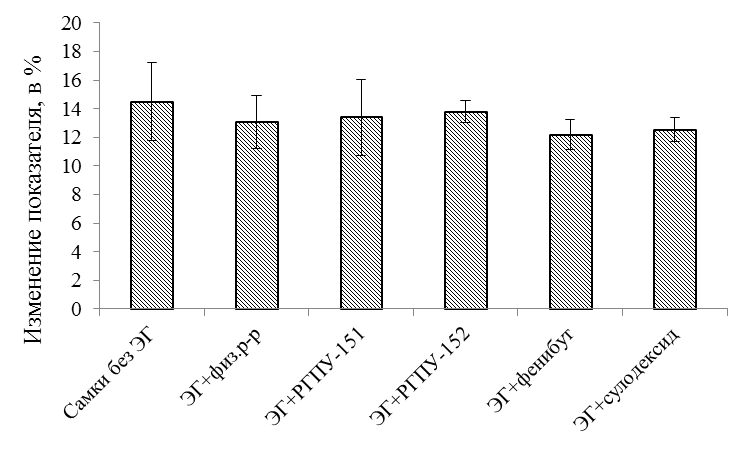 Изменение показателя, в %
20
18
16
14
12
10
8
6
4
2
0
Самки без ЭГ
ЭГ+физ.р-р
ЭГ+РГПУ-151
ЭГ+РГПУ-152
ЭГ+фенибут
ЭГ+сулодексид